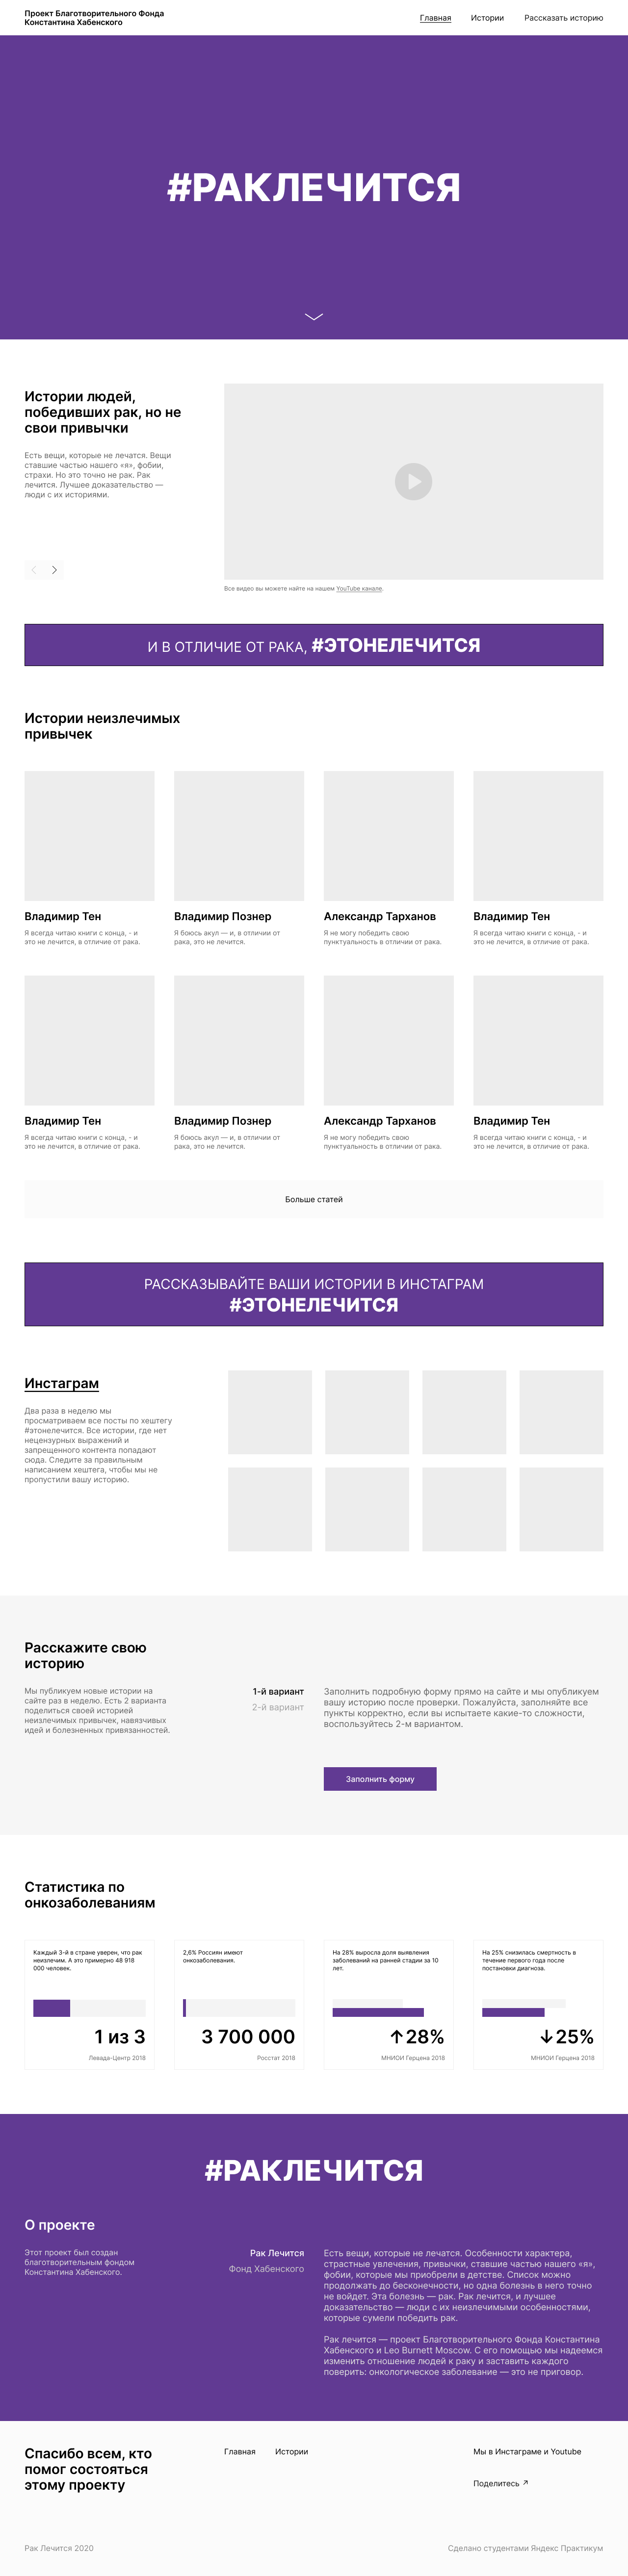 Проект Благотворительного Фонда
Константина Хабенского
Главная
Истории
Рассказать историю
#РАКЛЕЧИТСЯ
Истории людей,
победивших рак, но не
свои привычки
Есть вещи, которые не лечатся. Вещи
ставшие частью нашего «я», фобии,
страхи. Но это точно не рак. Рак
лечится. Лучшее доказательство —
люди с их историями.
Все видео вы можете найте на нашем YouTube канале.
И В ОТЛИЧИЕ ОТ РАКА, #ЭТОНЕЛЕЧИТСЯ
Истории неизлечимых
привычек
Владимир Тен
Я всегда читаю книги с конца, - и
это не лечится, в отличие от рака.
Владимир Познер
Я боюсь акул — и, в отличии от
рака, это не лечится.
Александр Тарханов
Я не могу победить свою
пунктуальность в отличии от рака.
Владимир Тен
Я всегда читаю книги с конца, - и
это не лечится, в отличие от рака.
Владимир Тен
Я всегда читаю книги с конца, - и
это не лечится, в отличие от рака.
Владимир Познер
Я боюсь акул — и, в отличии от
рака, это не лечится.
Александр Тарханов
Я не могу победить свою
пунктуальность в отличии от рака.
Владимир Тен
Я всегда читаю книги с конца, - и
это не лечится, в отличие от рака.
Больше статей
РАССКАЗЫВАЙТЕ ВАШИ ИСТОРИИ В ИНСТАГРАМ
#ЭТОНЕЛЕЧИТСЯ
Инстаграм
Два раза в неделю мы
просматриваем все посты по хештегу
#этонелечится. Все истории, где нет
нецензурных выражений и
запрещенного контента попадают
сюда. Следите за правильным
написанием хештега, чтобы мы не
пропустили вашу историю.
Расскажите свою
историю
Мы публикуем новые истории на
сайте раз в неделю. Есть 2 варианта
поделиться своей историей
неизлечимых привычек, навязчивых
идей и болезненных привязанностей.
1-й вариант
2-й вариант
Заполнить подробную форму прямо на сайте и мы опубликуем
вашу историю после проверки. Пожалуйста, заполняйте все
пункты корректно, если вы испытаете какие-то сложности,
воспользуйтесь 2-м вариантом.
Заполнить форму
Статистика по
онкозаболеваниям
Каждый 3-й в стране уверен, что рак
неизлечим. А это примерно 48 918
000 человек.
1 из 3
Левада-Центр 2018
2,6% Россиян имеют
онкозаболевания.
3 700 000
Росстат 2018
На 28% выросла доля выявления
заболеваний на ранней стадии за 10
лет.
↑28%
МНИОИ Герцена 2018
На 25% снизилась смертность в
течение первого года после
постановки диагноза.
↓25%
МНИОИ Герцена 2018
#РАКЛЕЧИТСЯ
О проекте
Этот проект был создан
благотворительным фондом
Константина Хабенского.
Рак Лечится
Фонд Хабенского
Есть вещи, которые не лечатся. Особенности характера,
страстные увлечения, привычки, ставшие частью нашего «я»,
фобии, которые мы приобрели в детстве. Список можно
продолжать до бесконечности, но одна болезнь в него точно
не войдет. Эта болезнь — рак. Рак лечится, и лучшее
доказательство — люди с их неизлечимыми особенностями,
которые сумели победить рак.
Рак лечится — проект Благотворительного Фонда Константина
Хабенского и Leo Burnett Moscow. С его помощью мы надеемся
изменить отношение людей к раку и заставить каждого
поверить: онкологическое заболевание — это не приговор.
Спасибо всем, кто
помог состояться
этому проекту
Главная
Истории
Мы в Инстаграме и Youtube
Поделитесь ↗
Рак Лечится 2020
Сделано студентами Яндекс Практикум